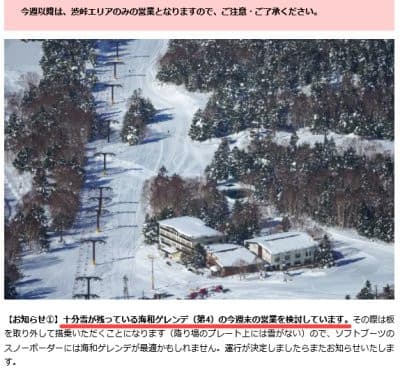 今週以降は、渋峠エリアのみの営業となりますので、ご注意・ご了承ください。
【お知らせ①】十分雪が残っている海和ゲレンデ（第4）の今週末の営業を検討しています。その際は板
を取り外して搭乗いただくことになります（降り場のプレート上には雪がない）ので、ソフトブーツの
スノーボーダーには海和ゲレンデが最適かもしれません。運行が決定しましたらまたお知らせいたしま
す。